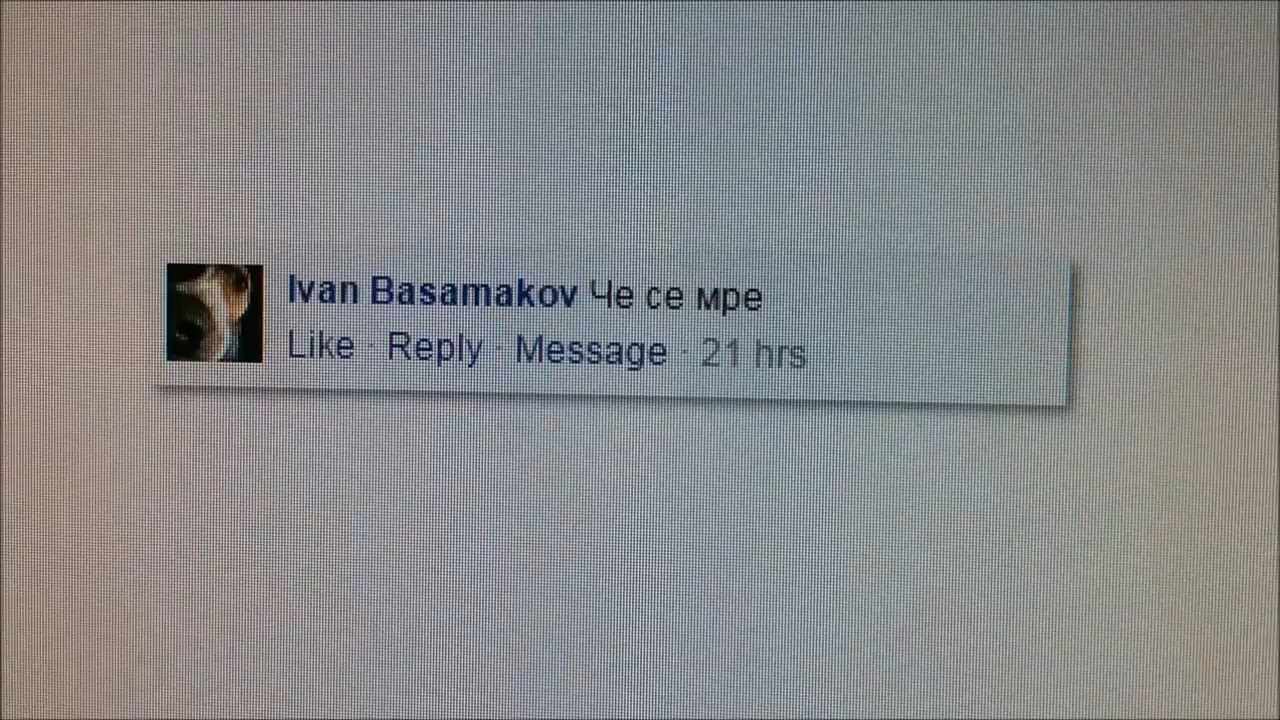 Ivan Basamakov Че се мре
Like · Reply · Message · 21 hrs